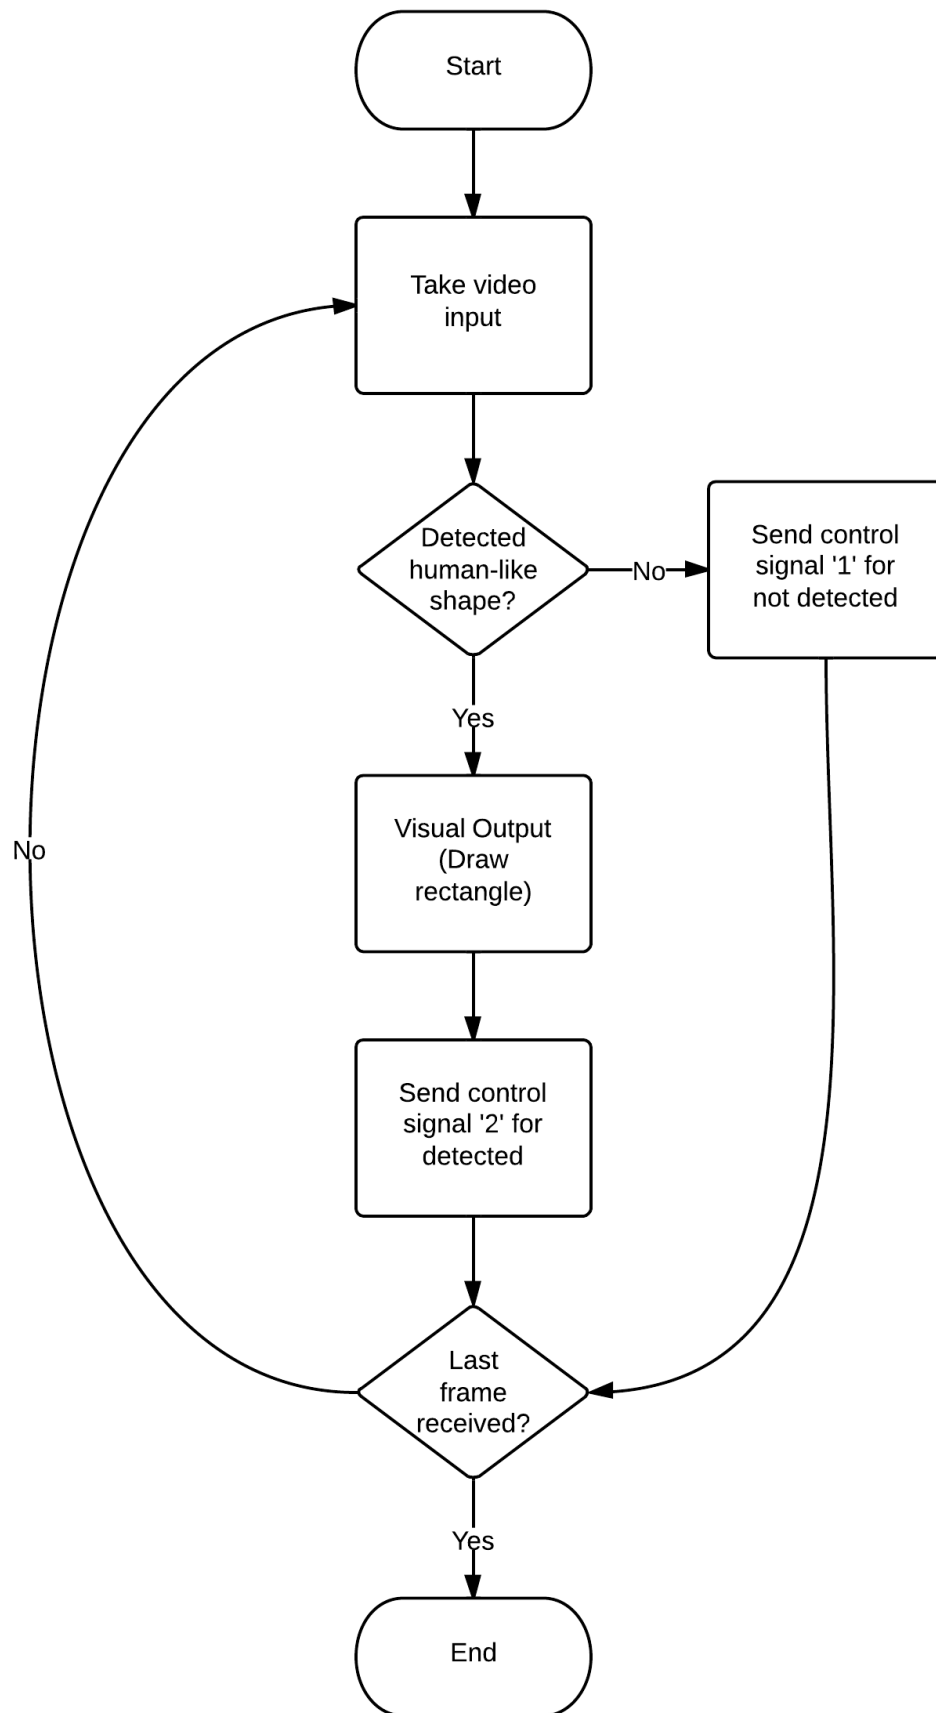 Start
Take video
input
Detected
human-like
shape?
No
Send control
signal '1' for
not detected
Yes
Visual Output
(Draw
rectangle)
No
Send control
signal '2' for
detected
Last
frame
received?
Yes
End